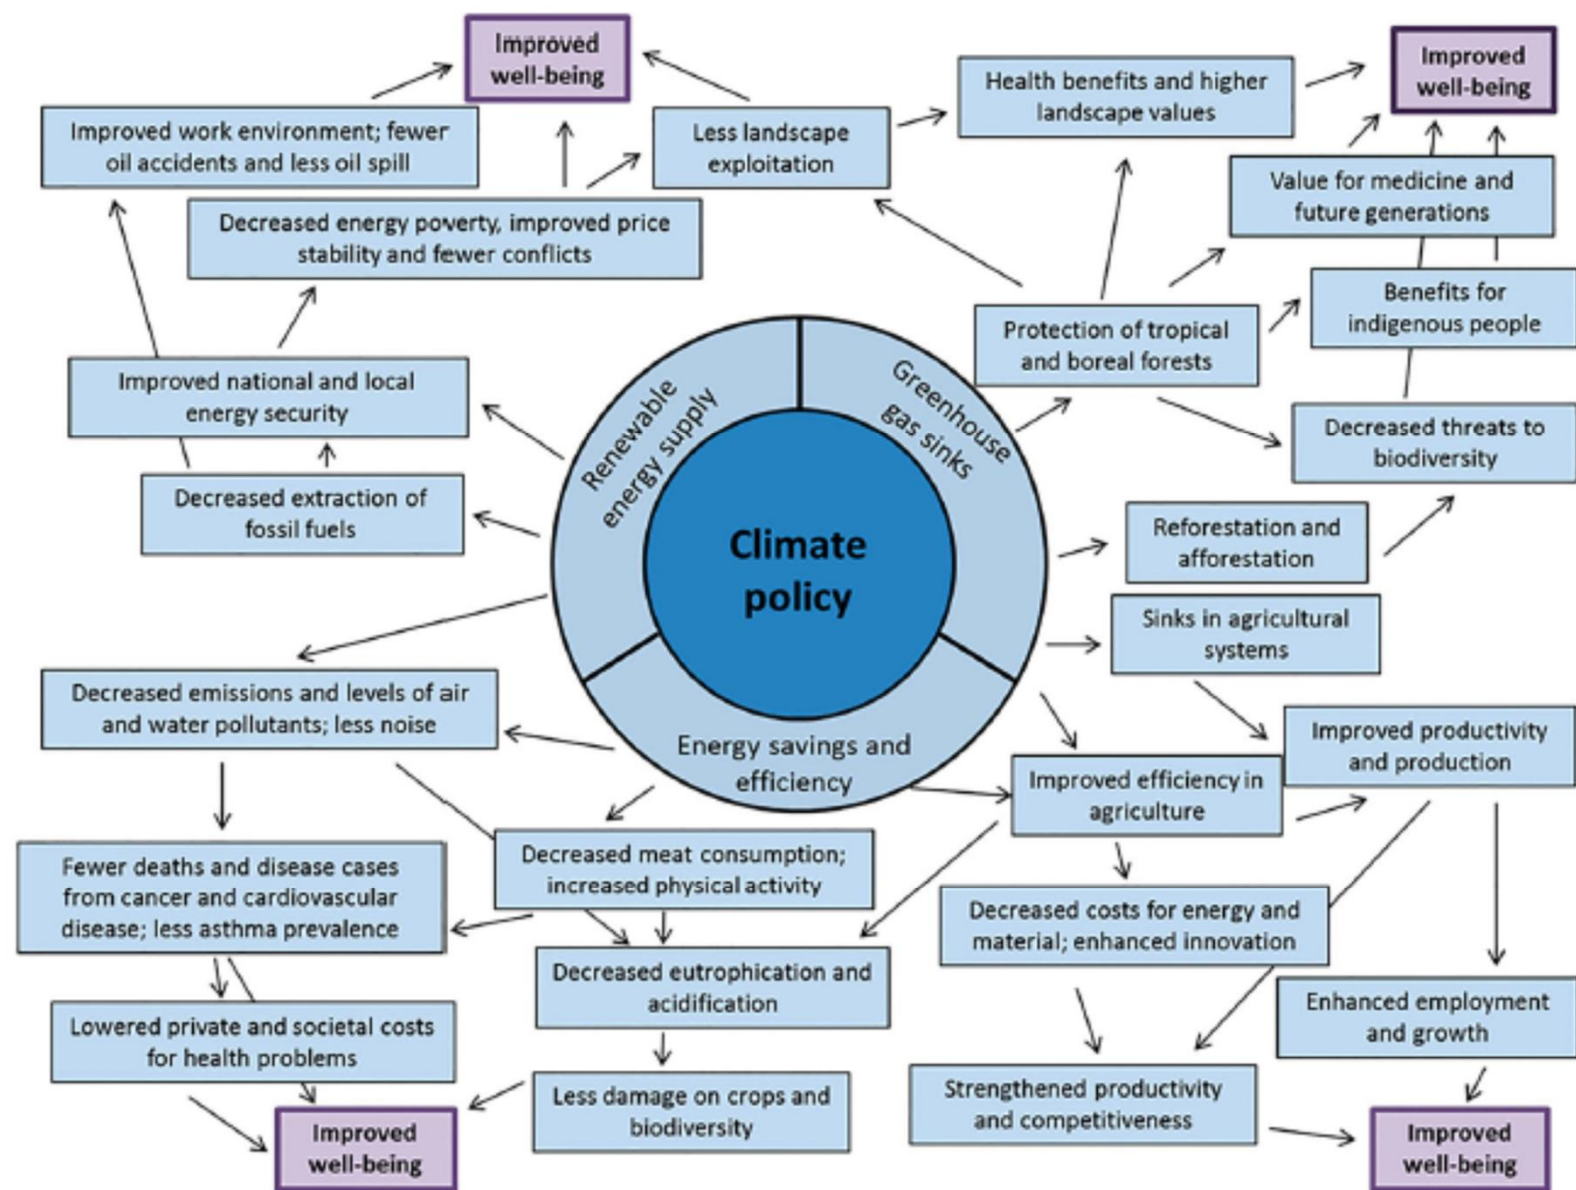 Improved
well-being
Improved
well-being
Health benefits and higher
landscape values
Improved work environment; fewer
oil accidents and less oil spill
Less landscape
exploitation
Value for medicine and
future generations
Decreased energy poverty, improved price
stability and fewer conflicts
Benefits for
indigenous people
Protection of tropical
and boreal forests
Improved national and local
energy security
Renewable
energy supply
Greenhouse
gas sinks
Decreased threats to
biodiversity
Decreased extraction of
fossil fuels
Climate
policy
Reforestation and
afforestation
Sinks in agricultural
systems
Decreased emissions and levels of air
and water pollutants; less noise
Energy savings and
efficiency
Improved productivity
and production
Improved efficiency in
agriculture
Fewer deaths and disease cases
from cancer and cardiovascular
disease; less asthma prevalence
Decreased meat consumption;
increased physical activity
Decreased costs for energy and
material; enhanced innovation
Decreased eutrophication and
acidification
Enhanced employment
and growth
Lowered private and societal costs
for health problems
Less damage on crops and
biodiversity
Strengthened productivity
and competitiveness
Improved
well-being
Improved
well-being